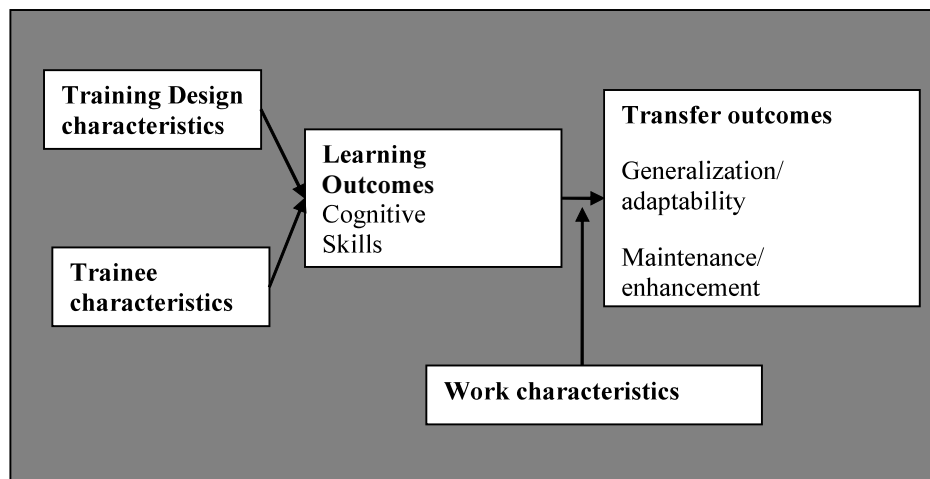 Training Design
characteristics
Trainee
characteristics
Learning
Outcomes
Cognitive
Skills
Transfer outcomes
Generalization/
adaptability
Maintenance/
enhancement
Work characteristics